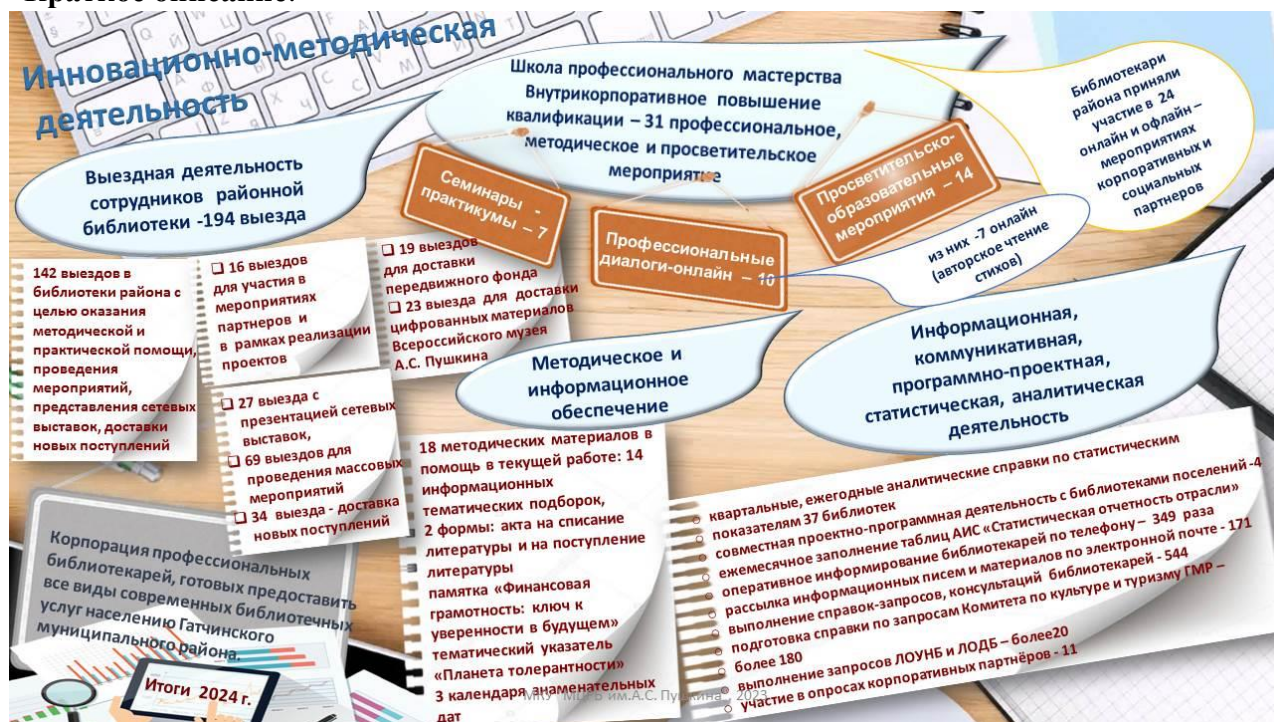 Краткое описание:
Инновационно-методическая
деятельность
Школа профессионального мастерства
Внутрикорпоративное повышение
квалификации – 31 профессиональное,
методическое и просветительское
мероприятие
Библиотекари
района приняли
участие в 24
онлайн и офлайн –
мероприятиях
корпоративных и
социальных
партнеров
Выездная деятельность
сотрудников районной
библиотеки -194 выезда
Семинары -
практикумы – 7
Профессиональные
диалоги-онлайн – 10
Просветительско-
образовательные
мероприятия – 14
из них -7 онлайн
(авторское чтение
стихов)
142 выездов в
библиотеки района с
целью оказания
методической и
практической помощи,
проведения
мероприятий,
представления сетевых
выставок, доставки
новых поступлений
16 выездов
для участия в
мероприятиях
партнеров и
в рамках реализации
проектов
19 выездов
для доставки
передвижного фонда
23 выезда для доставки
цифрованных материалов
Всероссийского музея
А.С. Пушкина
27 выезда с
презентацией сетевых
выставок,
69 выездов для
проведения массовых
мероприятий
34 выезда - доставка
новых поступлений
Методическое и
информационное
обеспечение
18 методических материалов в
помощь в текущей работе: 14
информационных
тематических подборок,
2 формы: акта на списание
литературы и на поступление
литературы
памятка «Финансовая
грамотность: ключ к
уверенности в будущем»
тематический указатель
«Планета толерантности»
3 календаря знаменательных
дат
Информационная,
коммуникативная,
программно-проектная,
статистическая, аналитическая
деятельность
квартальные, ежегодные аналитические справки по статистическим
показателям 37 библиотек
совместная проектно-программная деятельность с библиотеками поселений -4
ежемесячное заполнение таблиц АИС «Статистическая отчетность отрасли»
оперативное информирование библиотекарей по телефону – 349 раза
рассылка информационных писем и материалов по электронной почте - 171
выполнение справок-запросов, консультаций библиотекарей - 544
подготовка справки по запросам Комитета по культуре и туризму ГМР –
более 180
выполнение запросов ЛОУНБ и ЛОДБ – более20
участие в опросах корпоративных партнёров - 11
Корпорация профессиональных
библиотекарей, готовых предоставить
все виды современных библиотечных
услуг населению Гатчинского
муниципального района.
Итоги 2024 г.
им.А.С. Пушкина 2023